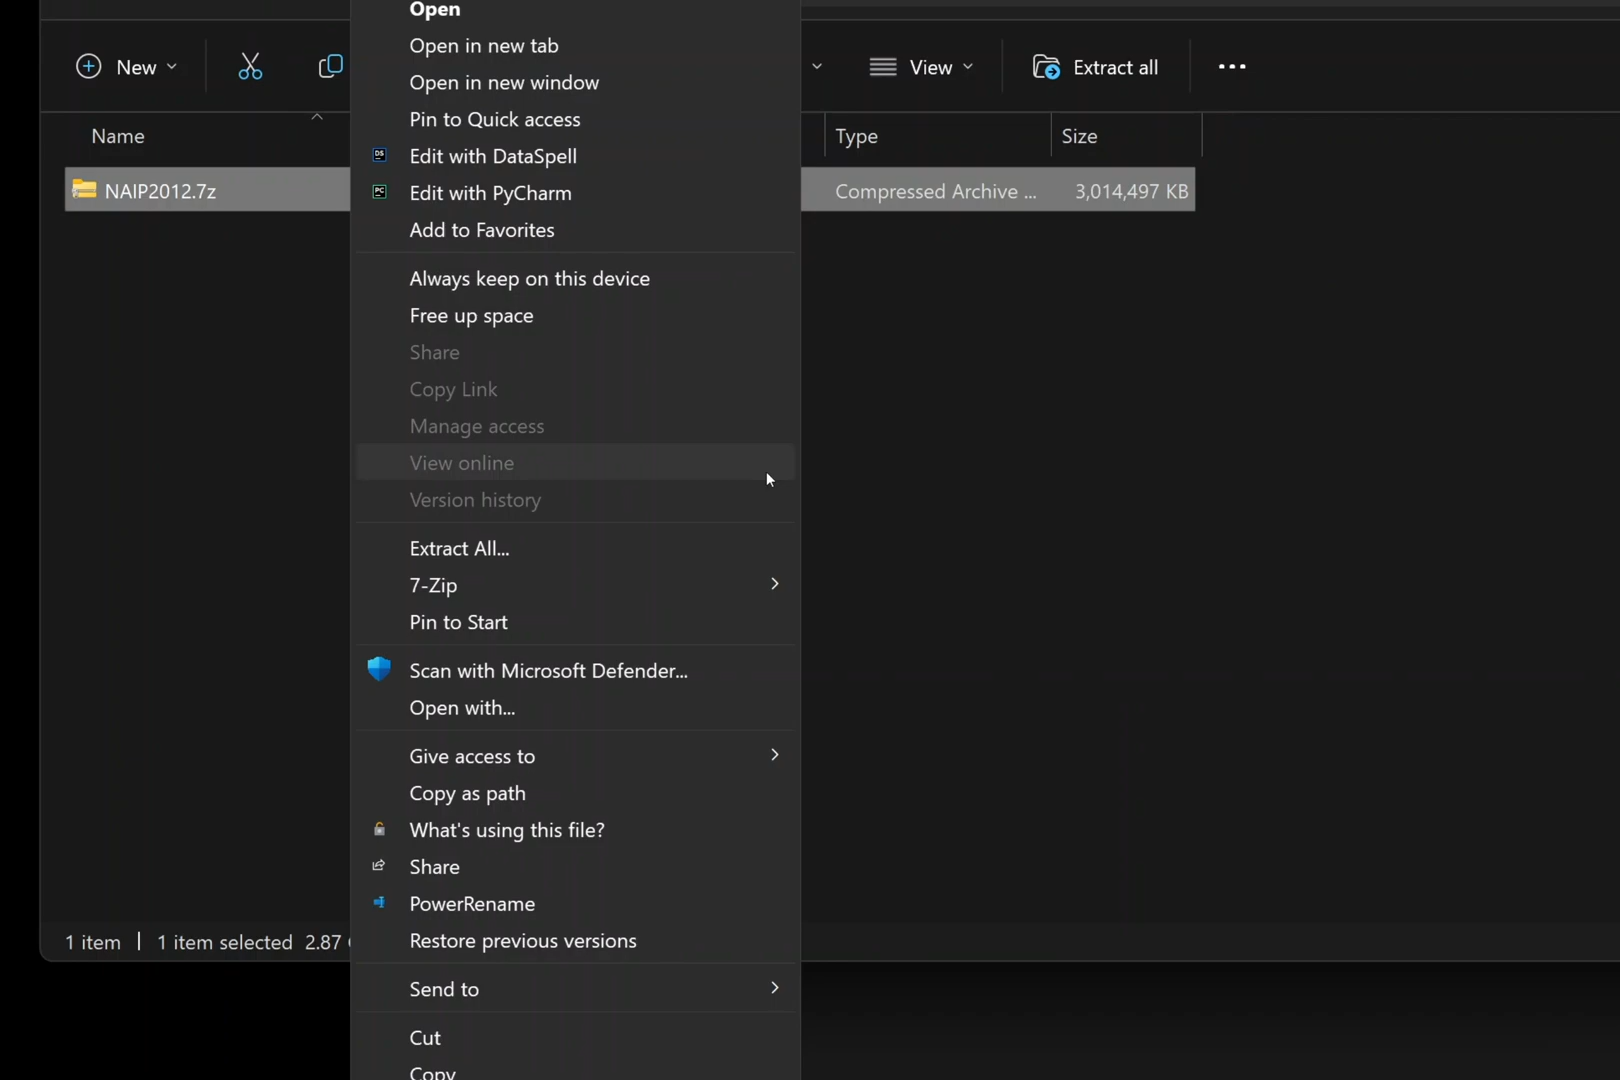 Open
Open in new tab
New
View
Extract all
Open in new window
Pin to Quick access
Name
Type
Size
Edit with DataSpell
NAIP2012.7z
Edit with PyCharm
Compressed Archive ...
3,014,497 KB
Add to Favorites
Always keep on this device
Free up space
Share
Copy Link
Manage access
View online
Version history
Extract All...
7-Zip
Pin to Start
Scan with Microsoft Defender...
Open with...
Give access to
Copy as path
What's using this file?
Share
PowerRename
Restore previous versions
1 item | 1 item selected 2.87
Send to
Cut
Copy